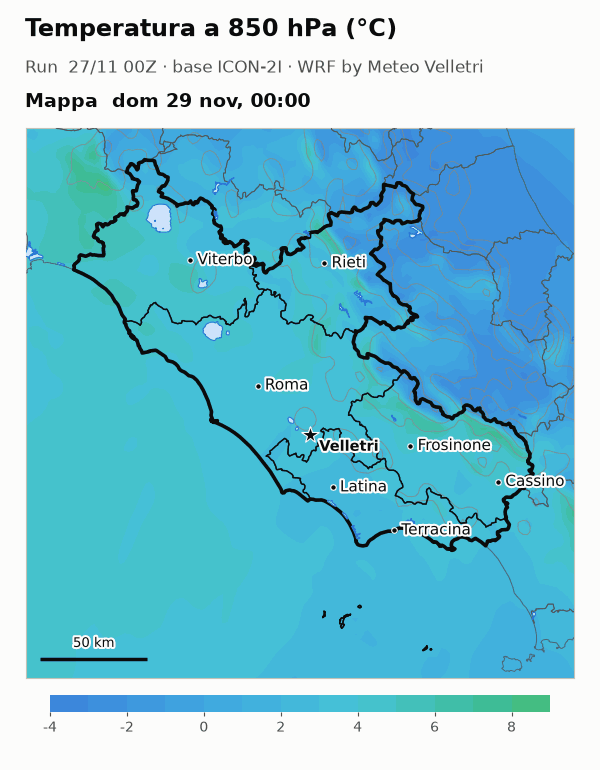 Temperatura a 850 hPa (°C)
Run  27/11 00Z · base ICON-2I · WRF by Meteo Velletri
Mappa  dom 29 nov, 00:00
Viterbo
Rieti
Roma
Velletri
Frosinone
Cassino
Latina
Terracina
50 km
-4 -2 0 2 4 6 8